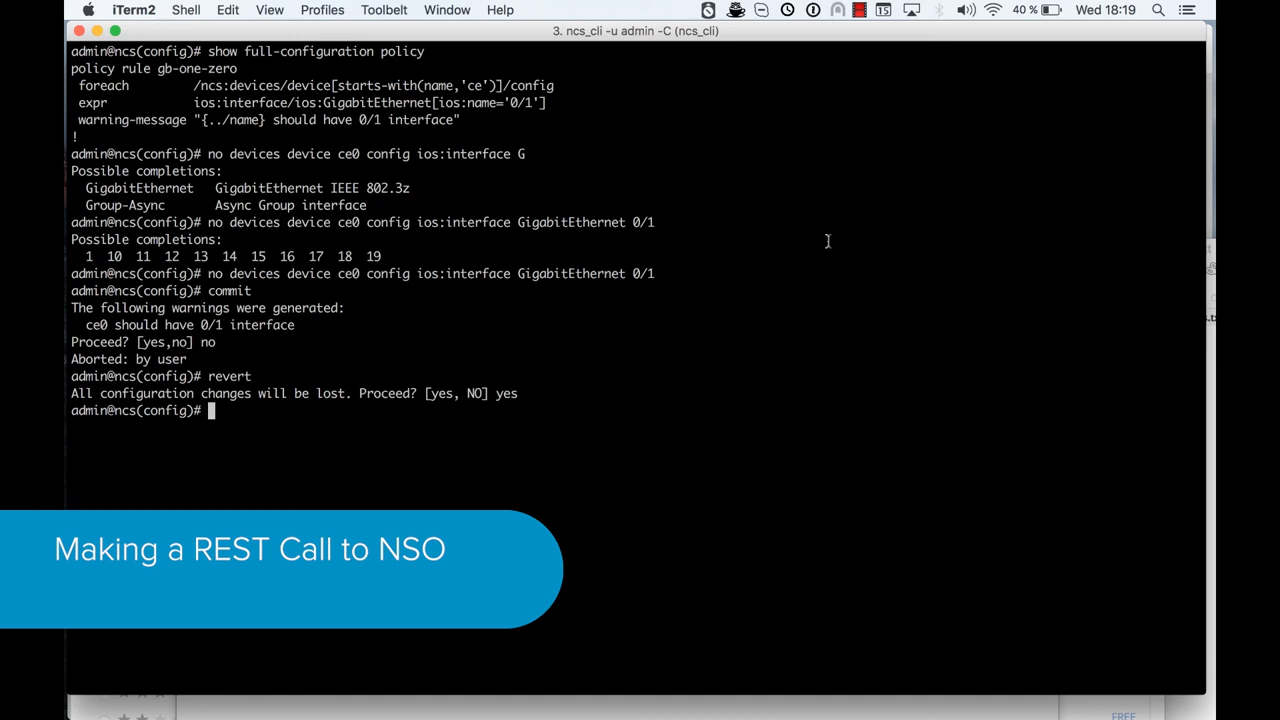 iTerm2 Shell Edit View Profiles Toolbelt Window Help 15 40 % Wed 18:19
3. ncs_cli -u admin -C (ncs_cli)
admin@ncs(config)# show full-configuration policy
policy rule gb-one-zero
foreach /ncs:devices/device[starts-with(name,'ce')]/config
expr ios:interface/ios:GigabitEthernet[ios:name='0/1']
warning-message "{../name} should have 0/1 interface"
!
admin@ncs(config)# no devices device ce0 config ios:interface G
Possible completions:
GigabitEthernet GigabitEthernet IEEE 802.3z
Group-Async Async Group interface
admin@ncs(config)# no devices device ce0 config ios:interface GigabitEthernet 0/1
Possible completions:
1 10 11 12 13 14 15 16 17 18 19
admin@ncs(config)# no devices device ce0 config ios:interface GigabitEthernet 0/1
admin@ncs(config)# commit
The following warnings were generated:
ce0 should have 0/1 interface
Proceed? [yes,no] no
Aborted: by user
admin@ncs(config)# revert
All configuration changes will be lost. Proceed? [yes, NO] yes
admin@ncs(config)#
Making a REST Call to NSO
FREE